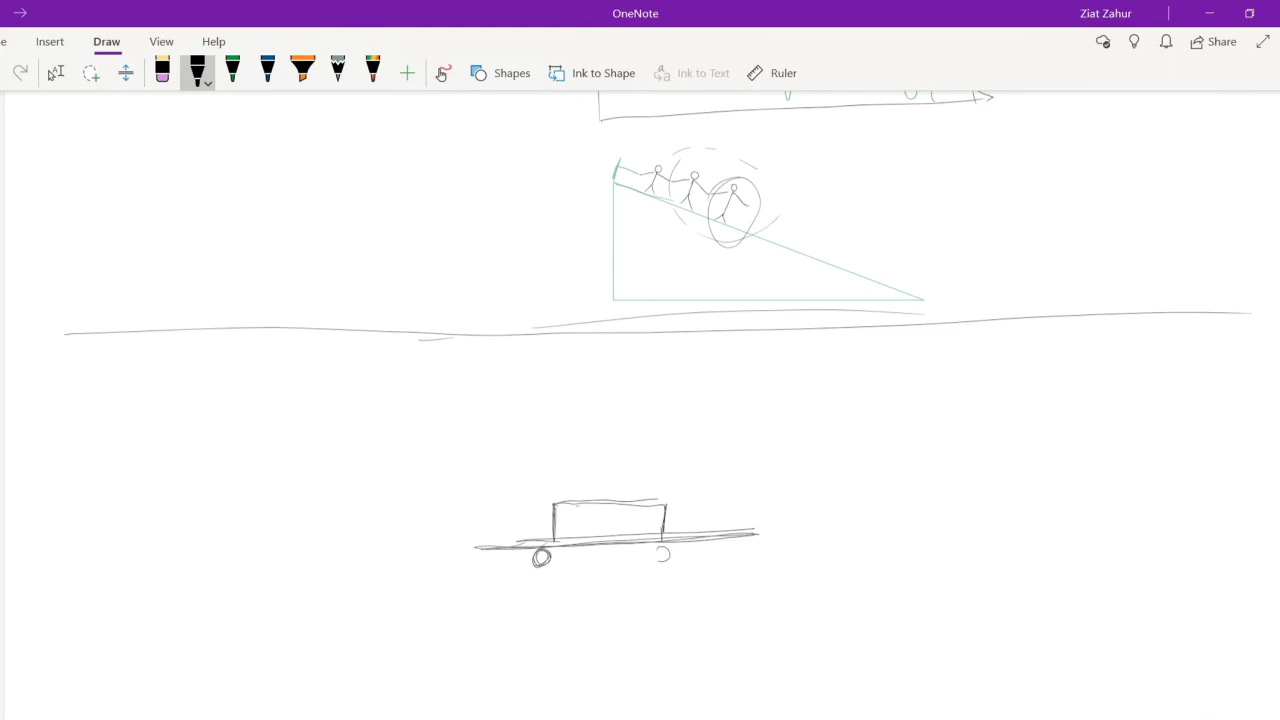 OneNote
Ziat Zahur
Insert
Draw
View
Help
Share
Shapes
Ink to Shape
Ink to Text
Ruler